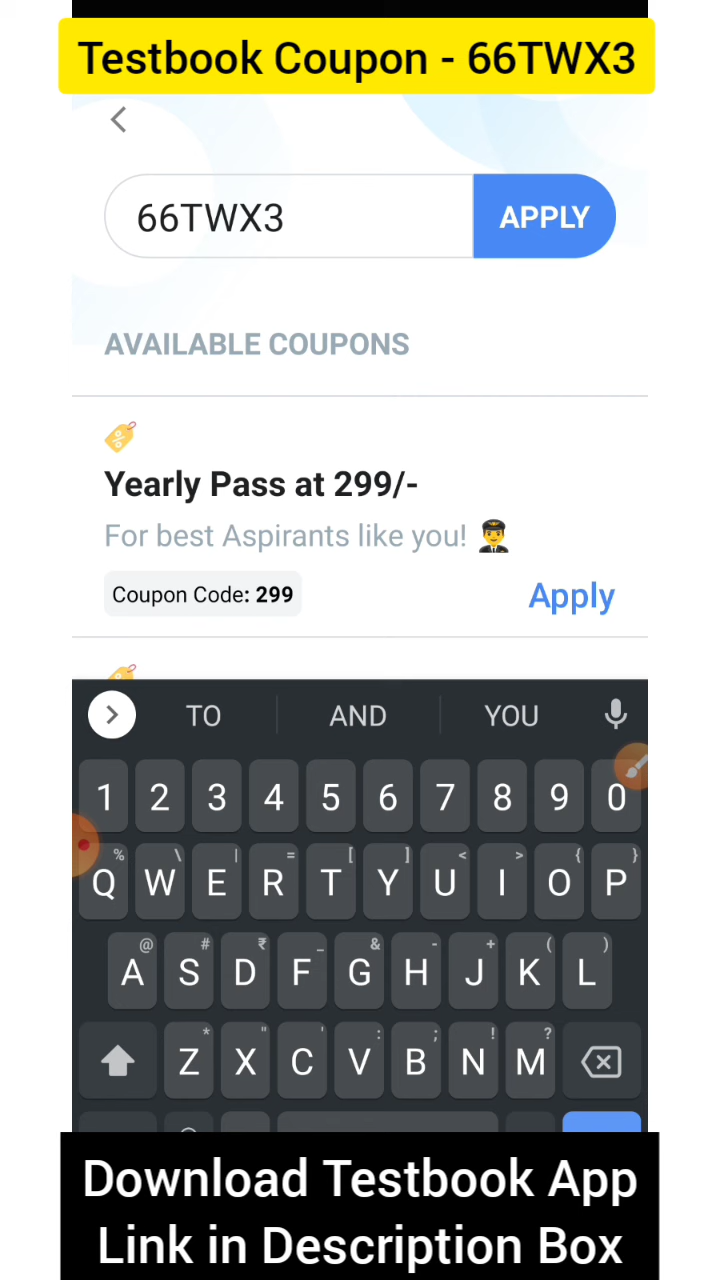 Testbook Coupon - 66TWX3
66TWX3
APPLY
AVAILABLE COUPONS
%
Yearly Pass at 299/-
For best Aspirants like you! 👨‍✈️
Coupon Code: 299
Apply
TO AND YOU
1 2 3 4 5 6 7 8 9 0
% \ | = [ ] < > { }
Q W E R T Y U I O P
@ # ₹ _ & - + ( )
A S D F G H J K L
* " ' : ; ! ?
Z X C V B N M
Download Testbook App
Link in Description Box